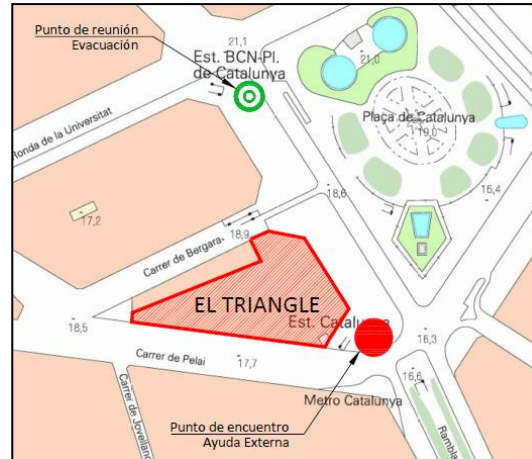 Punto de reunión
Evacuación
21,1
Est. BCN-Pl.
de Catalunya
21,0
Ronda de la Universitat
Plaça de Catalunya
19,0
17,2
18,6
16,4
18,9
Carrer de Bergara
EL TRIANGLE
Est. Catalunya
18,5
16,3
Carrer de Pelai
17,7
16,6
Metro Catalunya
Carrer de Jovellano
Punto de encuentro
Ayuda Externa
Rambla